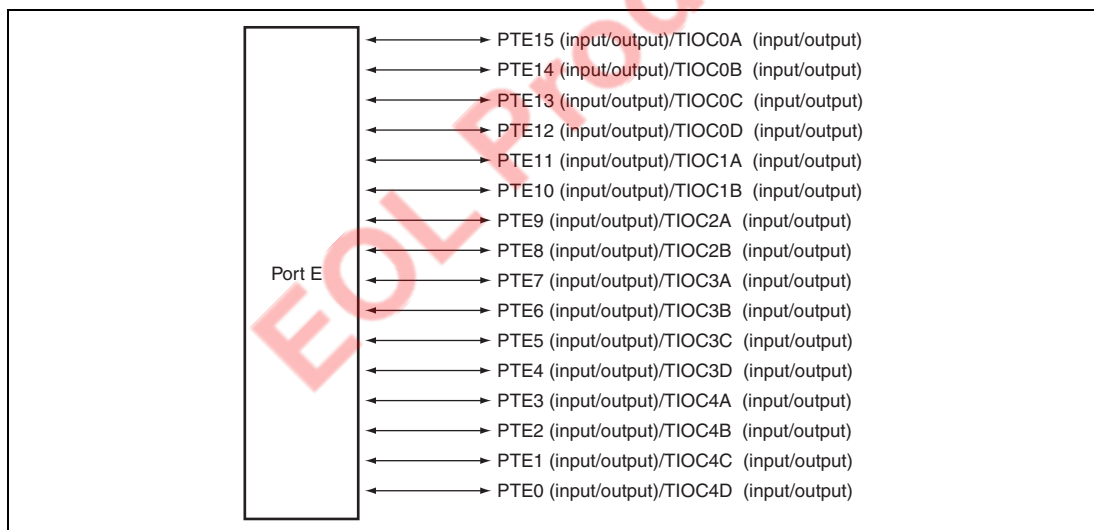 EOL Prod
Port E
PTE15 (input/output)/TIOC0A (input/output)
PTE14 (input/output)/TIOC0B (input/output)
PTE13 (input/output)/TIOC0C (input/output)
PTE12 (input/output)/TIOC0D (input/output)
PTE11 (input/output)/TIOC1A (input/output)
PTE10 (input/output)/TIOC1B (input/output)
PTE9 (input/output)/TIOC2A (input/output)
PTE8 (input/output)/TIOC2B (input/output)
PTE7 (input/output)/TIOC3A (input/output)
PTE6 (input/output)/TIOC3B (input/output)
PTE5 (input/output)/TIOC3C (input/output)
PTE4 (input/output)/TIOC3D (input/output)
PTE3 (input/output)/TIOC4A (input/output)
PTE2 (input/output)/TIOC4B (input/output)
PTE1 (input/output)/TIOC4C (input/output)
PTE0 (input/output)/TIOC4D (input/output)